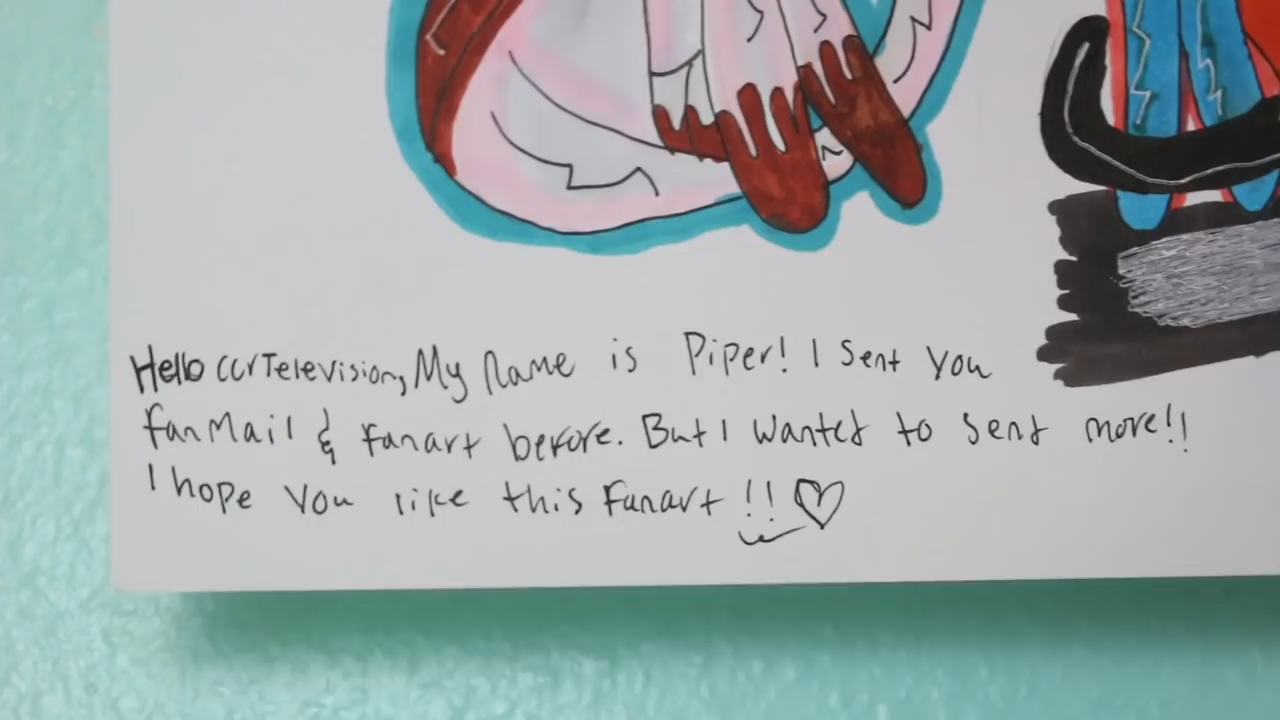 Hello ccrTelevision, My name is Piper! I sent you
fanMail & fanart before. But I wanted to sent more!!
I hope you like this Fanart !! ♡